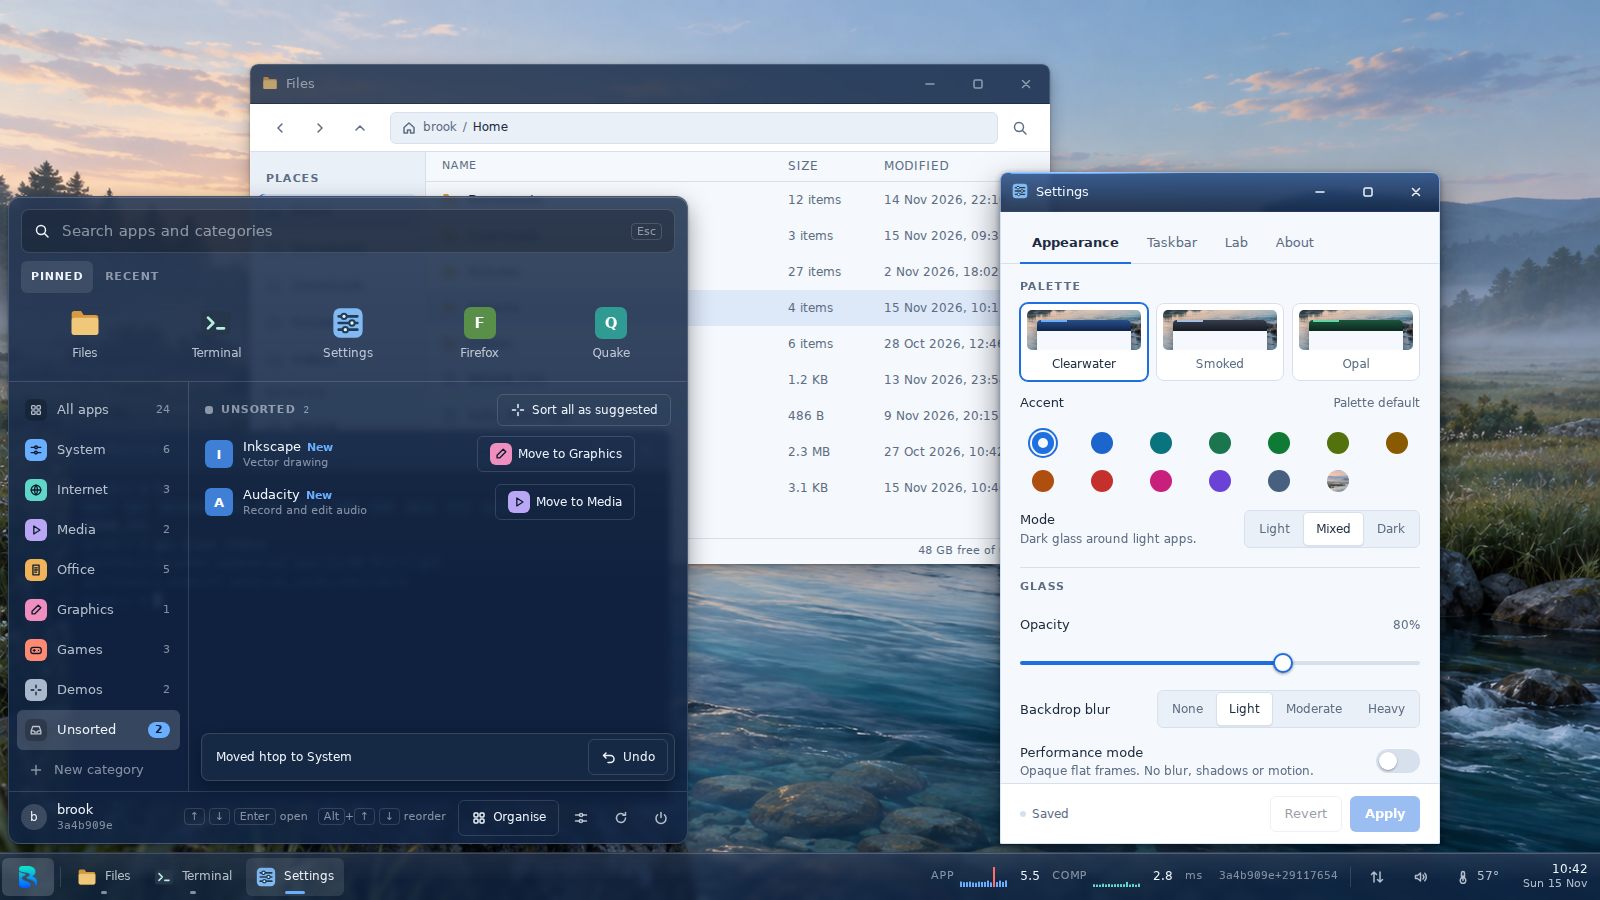 Files
brook / Home
PLACES
NAME SIZE MODIFIED
12 items 14 Nov 2026, 22:1
3 items 15 Nov 2026, 09:3
27 items 2 Nov 2026, 18:02
4 items 15 Nov 2026, 10:1
6 items 28 Oct 2026, 12:4
1.2 KB 13 Nov 2026, 23:5
486 B 9 Nov 2026, 20:15
2.3 MB 27 Oct 2026, 10:4
3.1 KB 15 Nov 2026, 10:4
48 GB free of
Search apps and categories Esc
PINNED RECENT
Files Terminal Settings Firefox Quake
F Q
All apps 24
System 6
Internet 3
Media 2
Office 5
Graphics 1
Games 3
Demos 2
Unsorted 2
New category
UNSORTED 2 Sort all as suggested
I Inkscape New
Vector drawing
Move to Graphics
A Audacity New
Record and edit audio
Move to Media
Moved htop to System Undo
b brook
3a4b909e
↑ ↓ Enter open Alt+↑ ↓ reorder Organise
Settings
Appearance Taskbar Lab About
PALETTE
Clearwater Smoked Opal
Accent Palette default
Mode
Dark glass around light apps.
Light Mixed Dark
GLASS
Opacity 80%
Backdrop blur None Light Moderate Heavy
Performance mode
Opaque flat frames. No blur, shadows or motion.
Saved Revert Apply
Files Terminal Settings
APP 5.5 COMP 2.8 ms 3a4b909e+29117654 57° 10:42
Sun 15 Nov